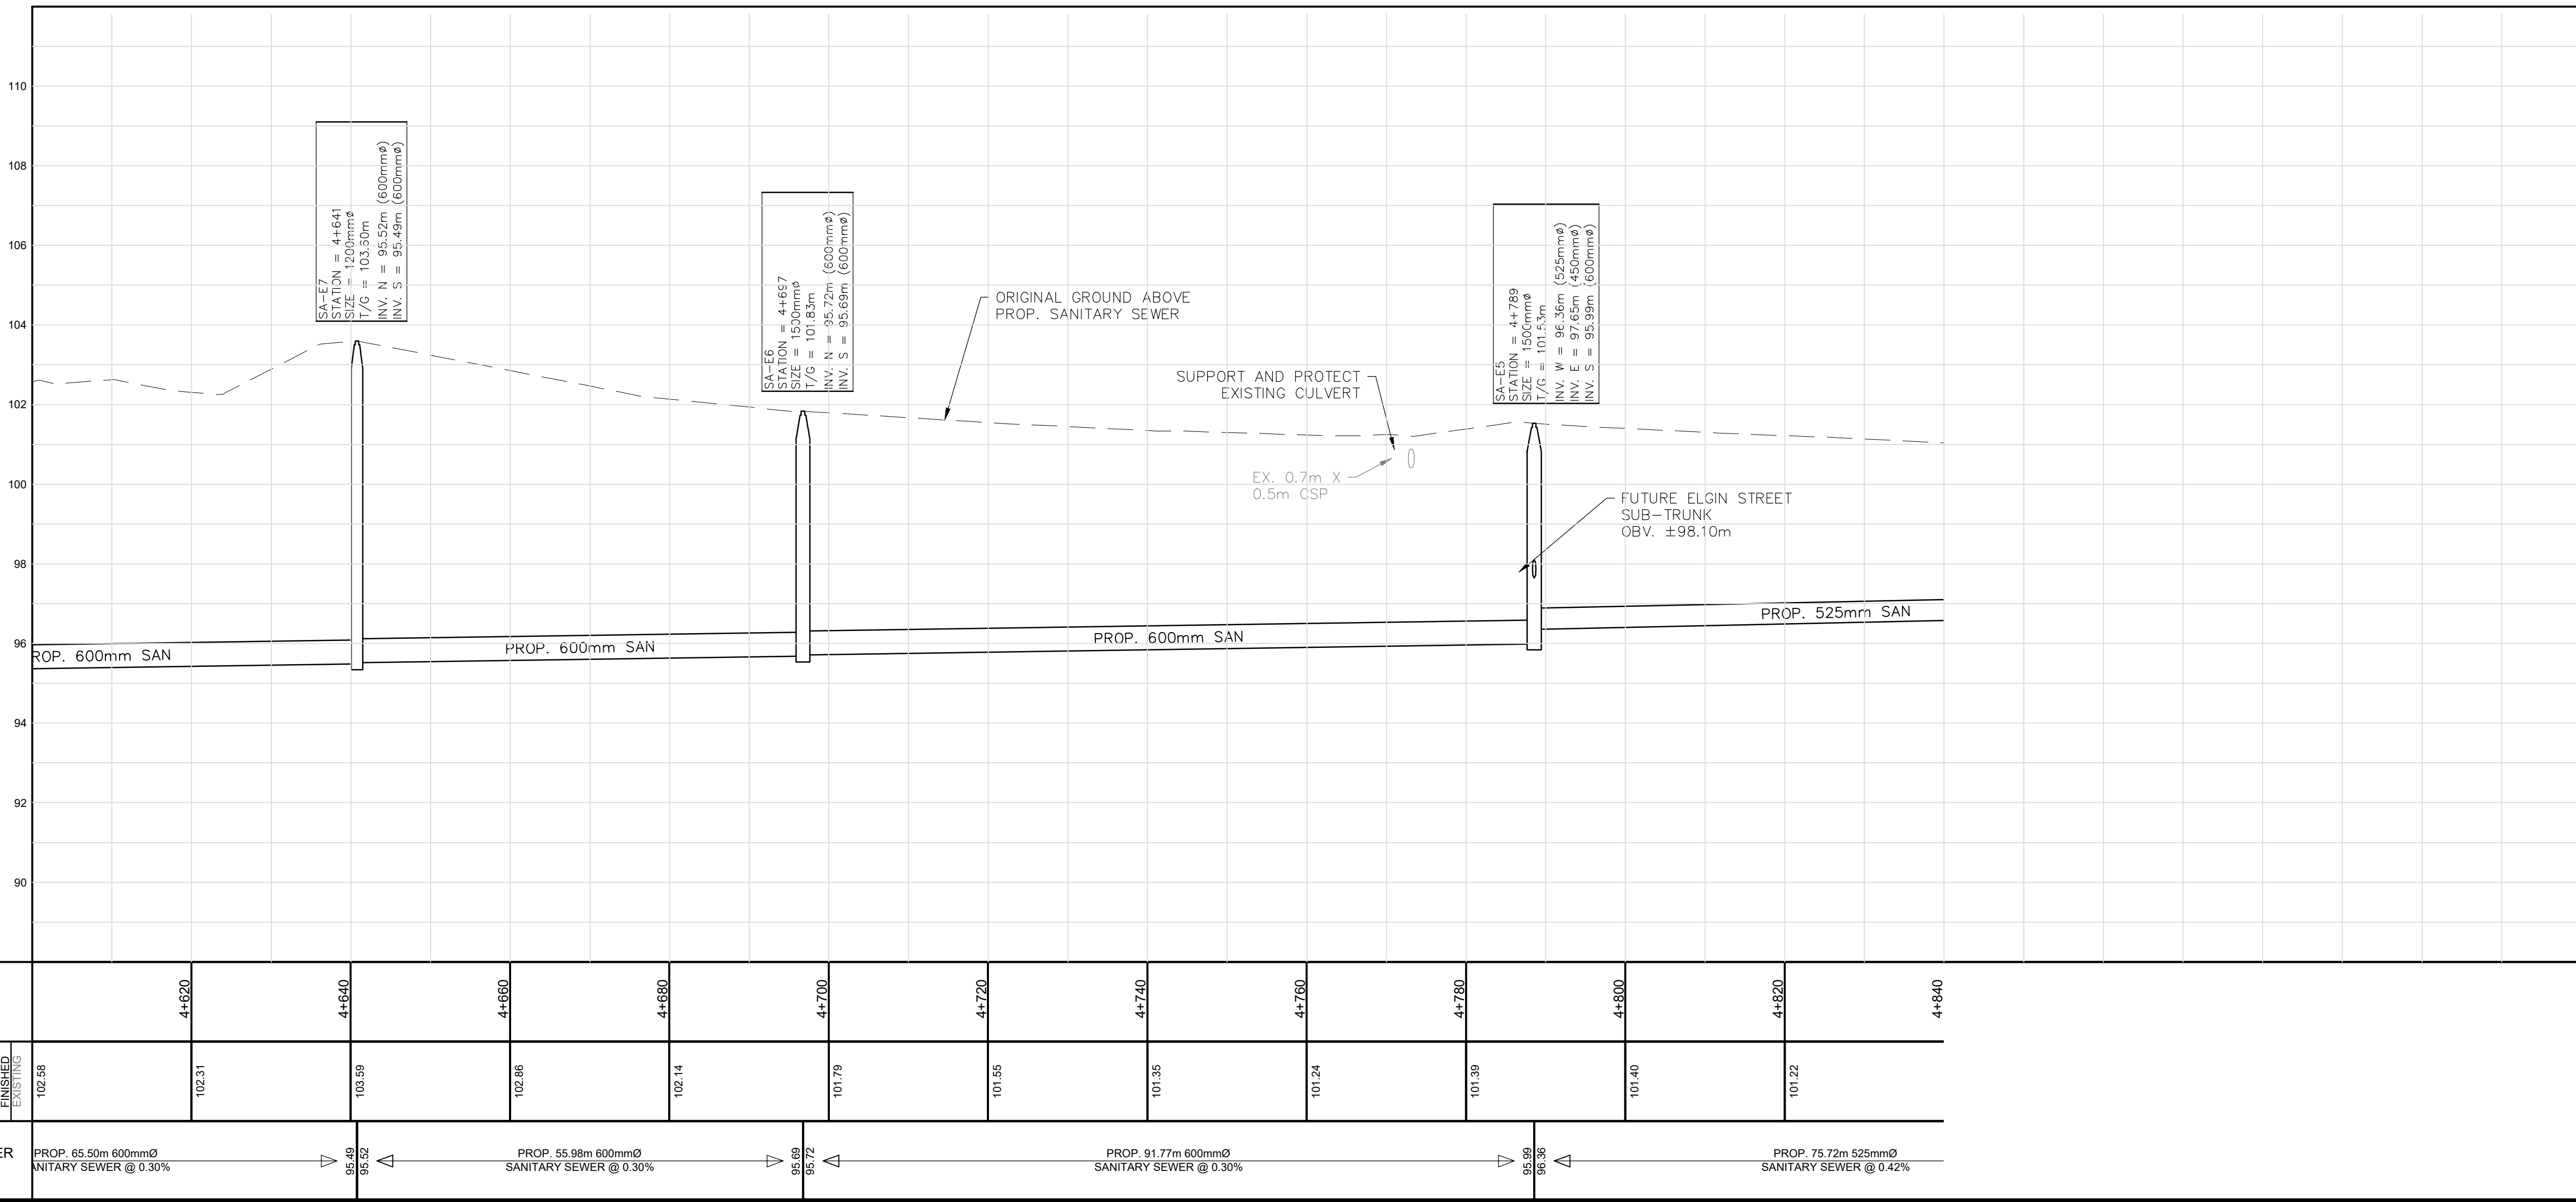 110
108
106
104
102
100
98
96
94
92
90
SA-E7
STATION = 4+641
SIZE = 1200mmØ
T/G = 103.60m
INV. N = 95.52m (600mmØ)
INV. S = 95.49m (600mmØ)
SA-E6
STATION = 4+697
SIZE = 1500mmØ
T/G = 101.83m
INV. N = 95.72m (600mmØ)
INV. S = 95.69m (600mmØ)
ORIGINAL GROUND ABOVE
PROP. SANITARY SEWER
SUPPORT AND PROTECT
EXISTING CULVERT
EX. 0.7m X
0.5m CSP
SA-E5
STATION = 4+789
SIZE = 1500mmØ
T/G = 101.53m
INV. W = 96.36m (525mmØ)
INV. E = 97.65m (450mmØ)
INV. S = 95.99m (600mmØ)
FUTURE ELGIN STREET
SUB-TRUNK
OBV. ±98.10m
ROP. 600mm SAN
PROP. 600mm SAN
PROP. 600mm SAN
PROP. 525mm SAN
4+620
4+640
4+660
4+680
4+700
4+720
4+740
4+760
4+780
4+800
4+820
4+840
FINISHED
EXISTING
102.58
102.31
103.59
102.86
102.14
101.79
101.55
101.35
101.24
101.39
101.40
101.22
ER
PROP. 65.50m 600mmØ
ANITARY SEWER @ 0.30%
95.49
95.52
PROP. 55.98m 600mmØ
SANITARY SEWER @ 0.30%
95.69
95.72
PROP. 91.77m 600mmØ
SANITARY SEWER @ 0.30%
95.99
96.36
PROP. 75.72m 525mmØ
SANITARY SEWER @ 0.42%